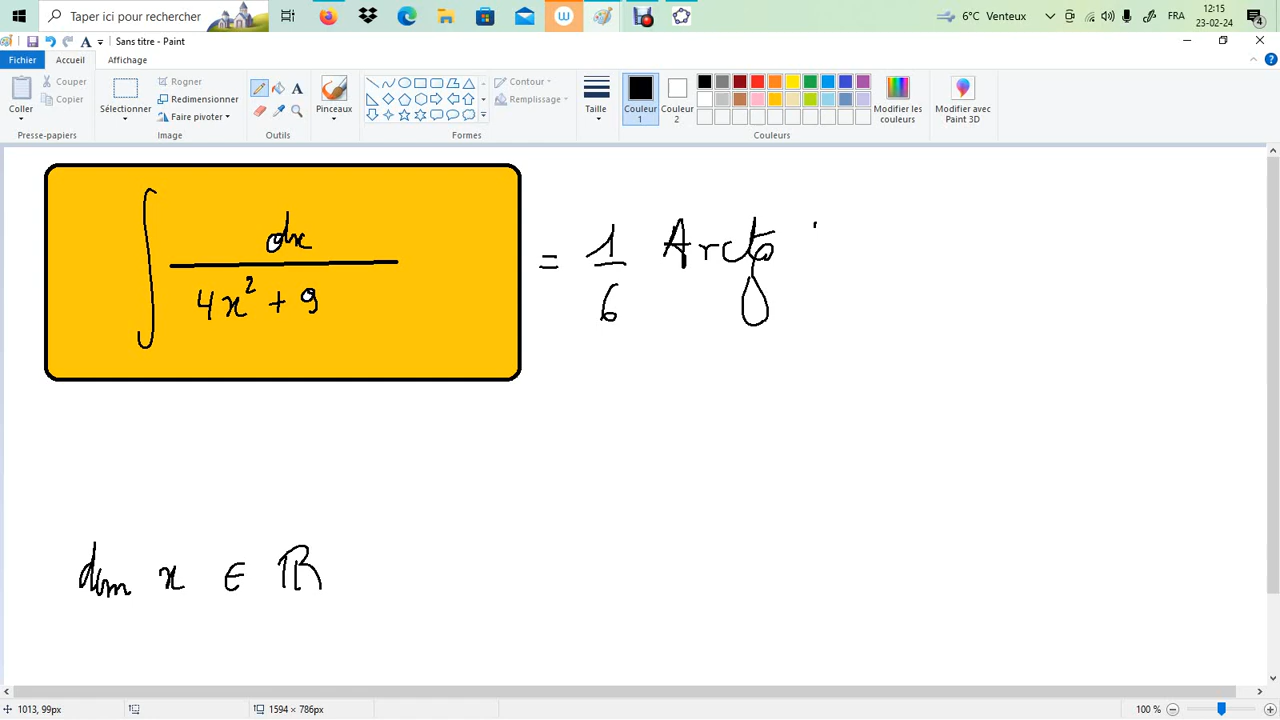 Taper ici pour rechercher
6°C Venteux
FRA
12:15
23-02-24
4
Sans titre - Paint
Fichier
Accueil
Affichage
Coller
Couper
Copier
Presse-papiers
Sélectionner
Rogner
Redimensionner
Faire pivoter
Image
A
Outils
Pinceaux
Contour
Remplissage
Formes
Taille
Couleur 1
Couleur 2
Modifier les couleurs
Couleurs
Modifier avec Paint 3D
∫ dx / (4x² + 9) = 1/6 Arctg
dom x ∈ ℝ
1013, 99px
1594 × 786px
100 %